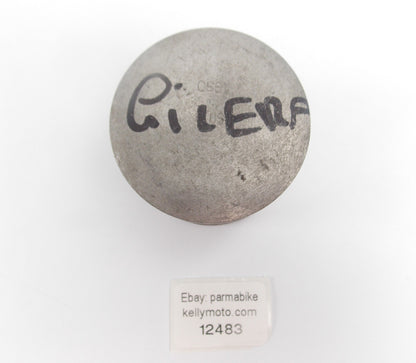 GiLERA
Ebay: parmabike
kellymoto.com
12483